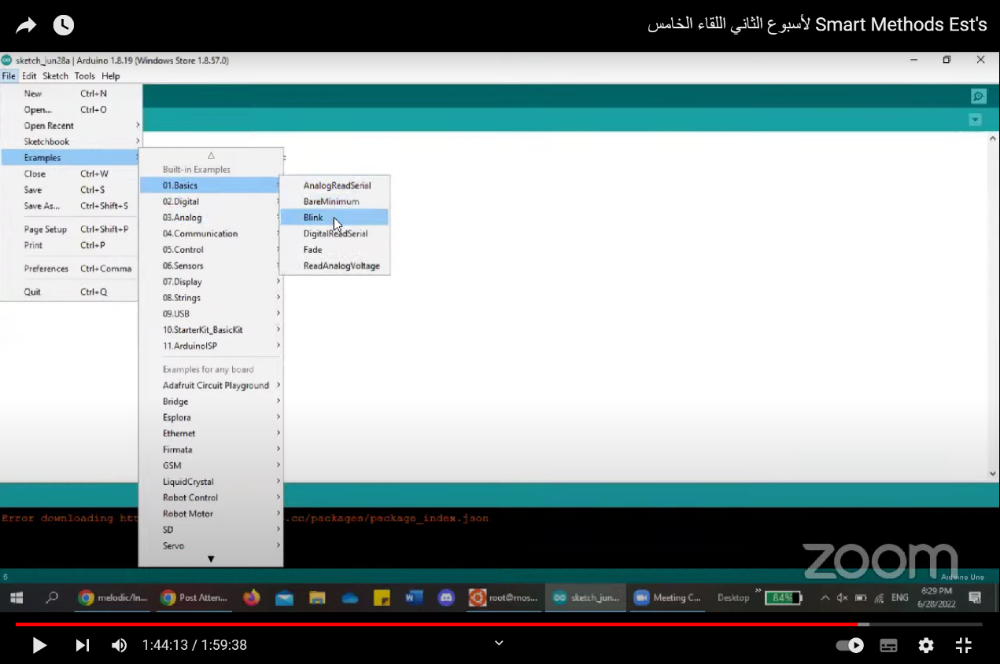 Smart Methods Est's لأسبوع الثاني اللقاء الخامس
sketch_jun28a | Arduino 1.8.19 (Windows Store 1.8.57.0)
File Edit Sketch Tools Help
New Ctrl+N
Open... Ctrl+O
Open Recent
Sketchbook
Examples
Close Ctrl+W
Save Ctrl+S
Save As... Ctrl+Shift+S
Page Setup Ctrl+Shift+P
Print Ctrl+P
Preferences Ctrl+Comma
Quit Ctrl+Q
Built-in Examples
01.Basics
02.Digital
03.Analog
04.Communication
05.Control
06.Sensors
07.Display
08.Strings
09.USB
10.StarterKit_BasicKit
11.ArduinoISP
Examples for any board
Adafruit Circuit Playground
Bridge
Esplora
Ethernet
Firmata
GSM
LiquidCrystal
Robot Control
Robot Motor
SD
Servo
AnalogReadSerial
BareMinimum
Blink
DigitalReadSerial
Fade
ReadAnalogVoltage
Error downloading htt .cc/packages/package_index.json
zoom
5 Arduino Uno
melodic/In... Post Atten... root@mos... sketch_jun... Meeting C... Desktop 84% ENG 6:29 PM
6/28/2022
1:44:13 / 1:59:38